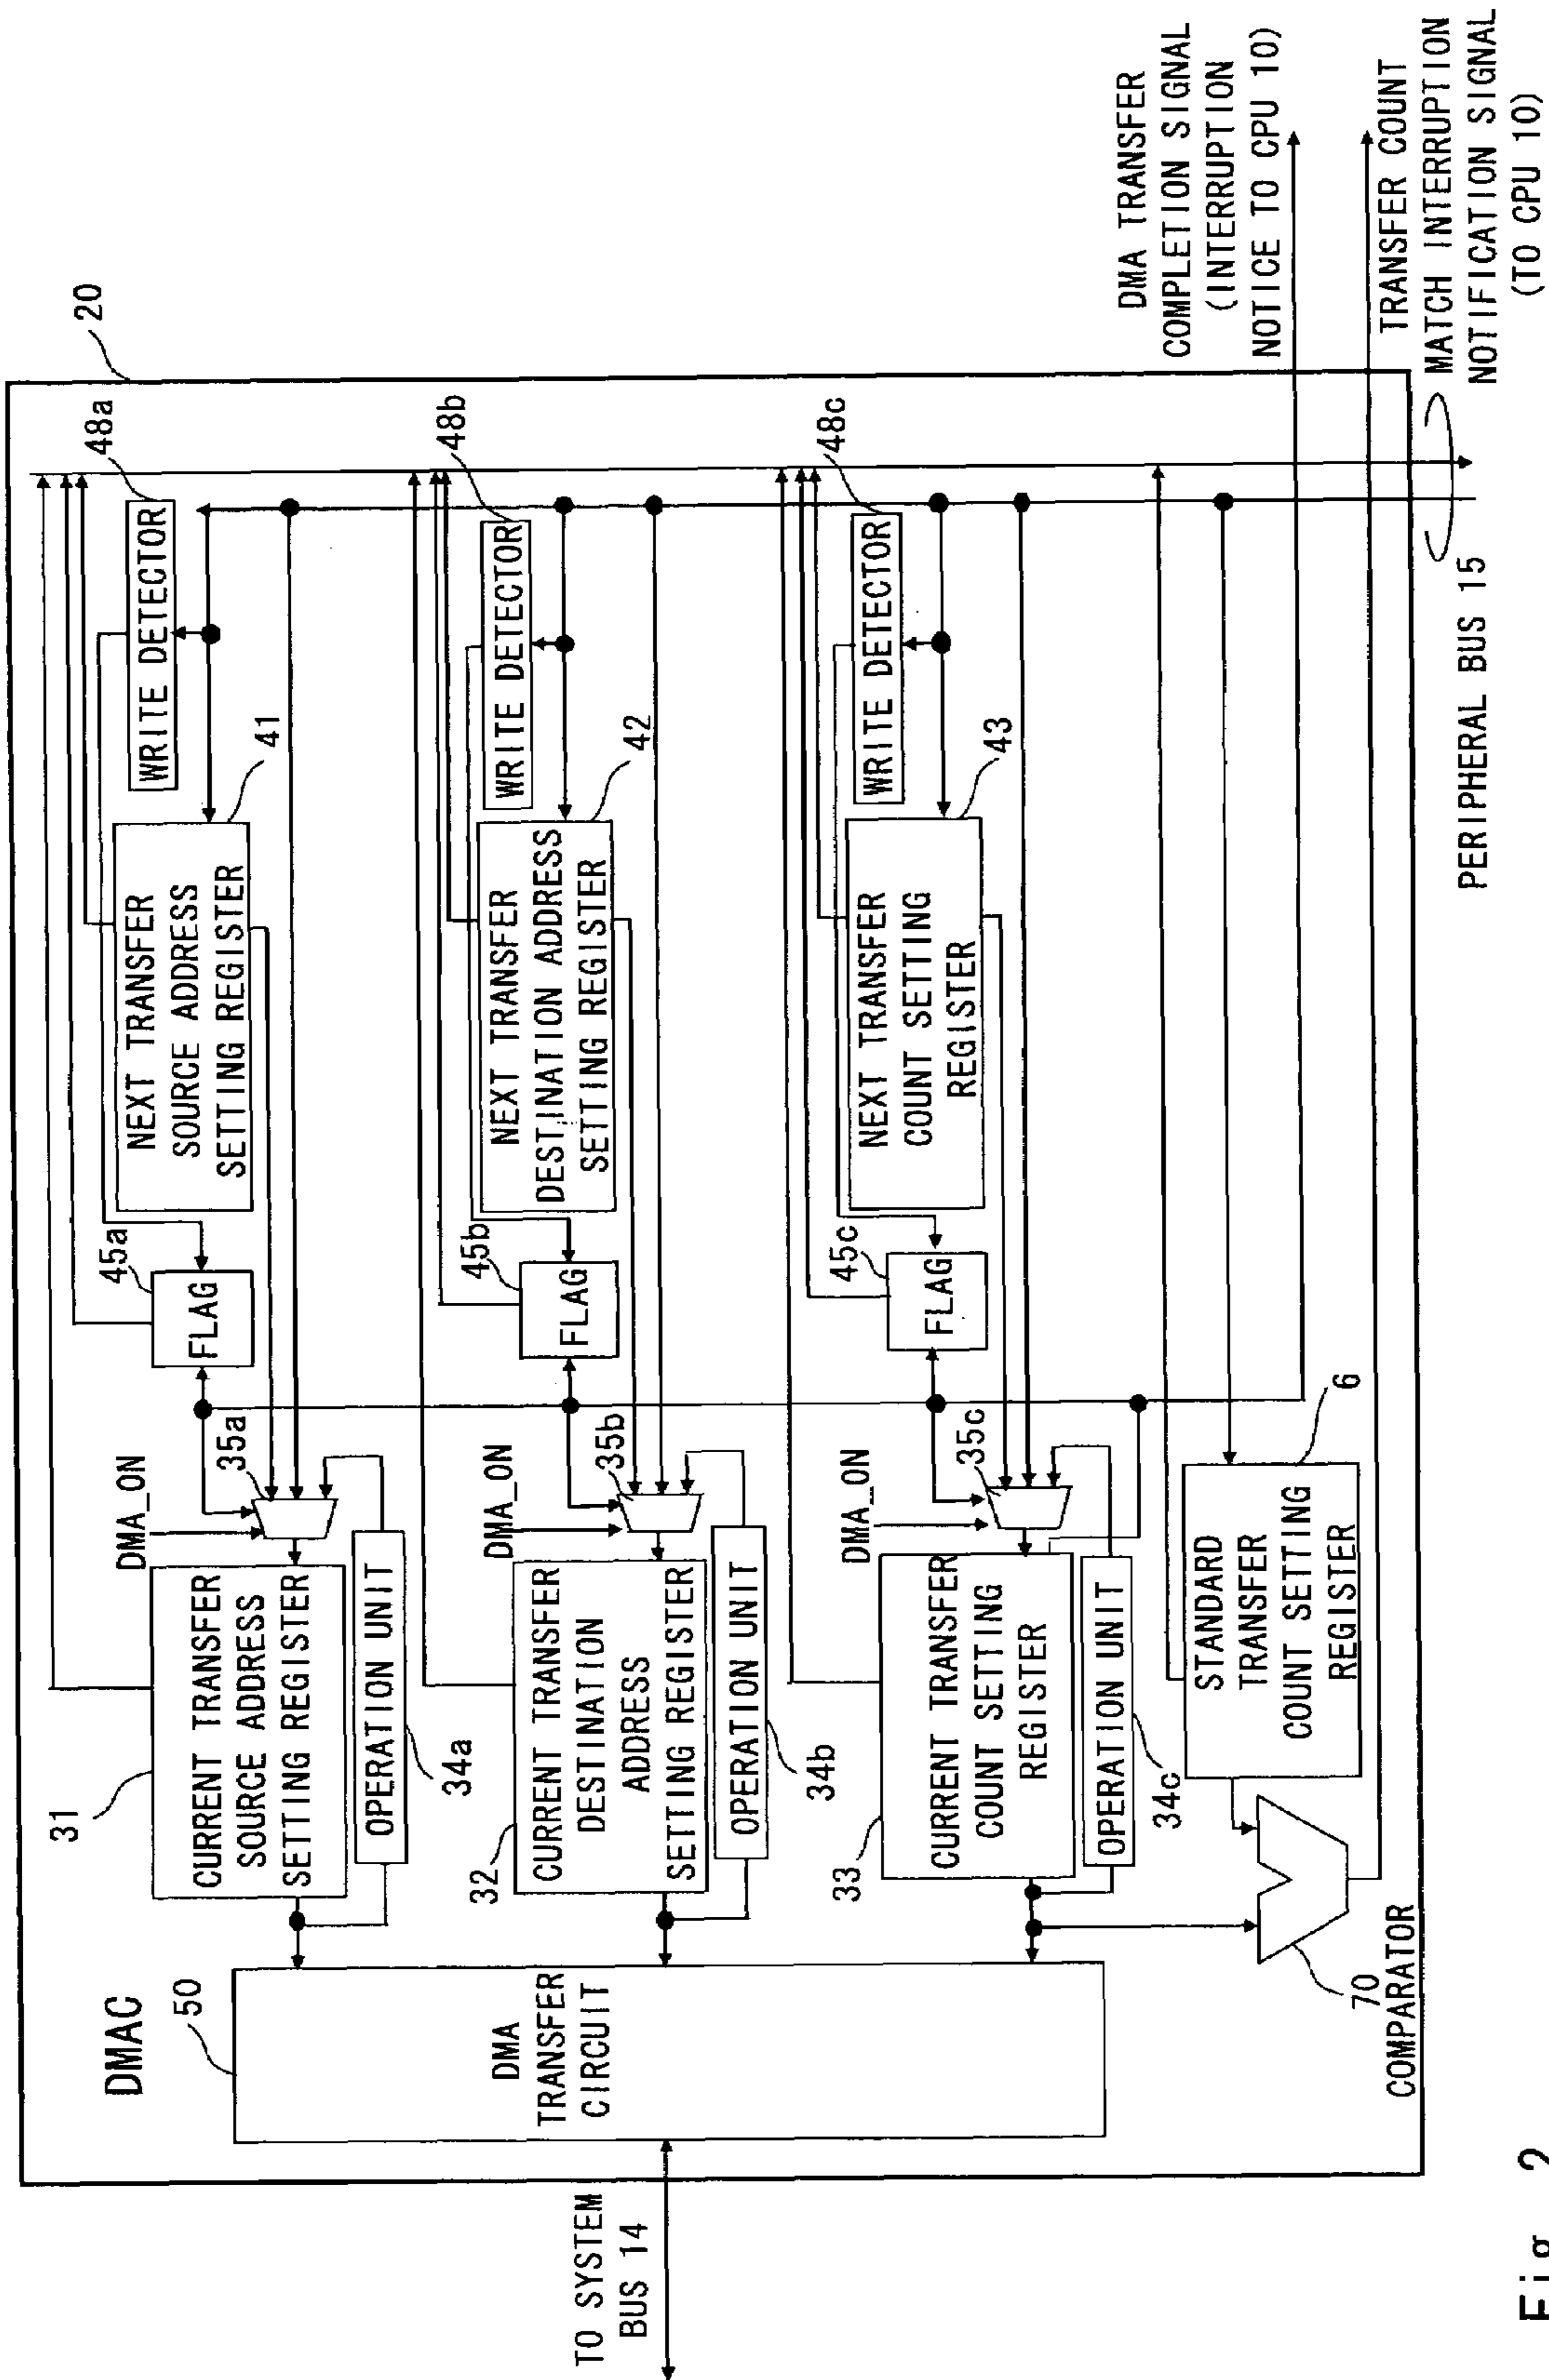 DMAC
20
50
DMA
TRANSFER
CIRCUIT
TO SYSTEM
BUS 14
31
CURRENT TRANSFER
SOURCE ADDRESS
SETTING REGISTER
OPERATION UNIT
34a
DMA_ON
35a
45a
FLAG
NEXT TRANSFER
SOURCE ADDRESS
SETTING REGISTER
41
WRITE DETECTOR
48a
32
CURRENT TRANSFER
DESTINATION
ADDRESS
SETTING REGISTER
OPERATION UNIT
34b
DMA_ON
35b
45b
FLAG
NEXT TRANSFER
DESTINATION ADDRESS
SETTING REGISTER
42
WRITE DETECTOR
48b
33
CURRENT TRANSFER
COUNT SETTING
REGISTER
OPERATION UNIT
34c
DMA_ON
35c
45c
FLAG
NEXT TRANSFER
COUNT SETTING
REGISTER
43
WRITE DETECTOR
48c
STANDARD
TRANSFER
COUNT SETTING
REGISTER
6
70
COMPARATOR
DMA TRANSFER
COMPLETION SIGNAL
(INTERRUPTION
NOTICE TO CPU 10)
TRANSFER COUNT
MATCH INTERRUPTION
NOTIFICATION SIGNAL
(TO CPU 10)
PERIPHERAL BUS 15
Fig. 2